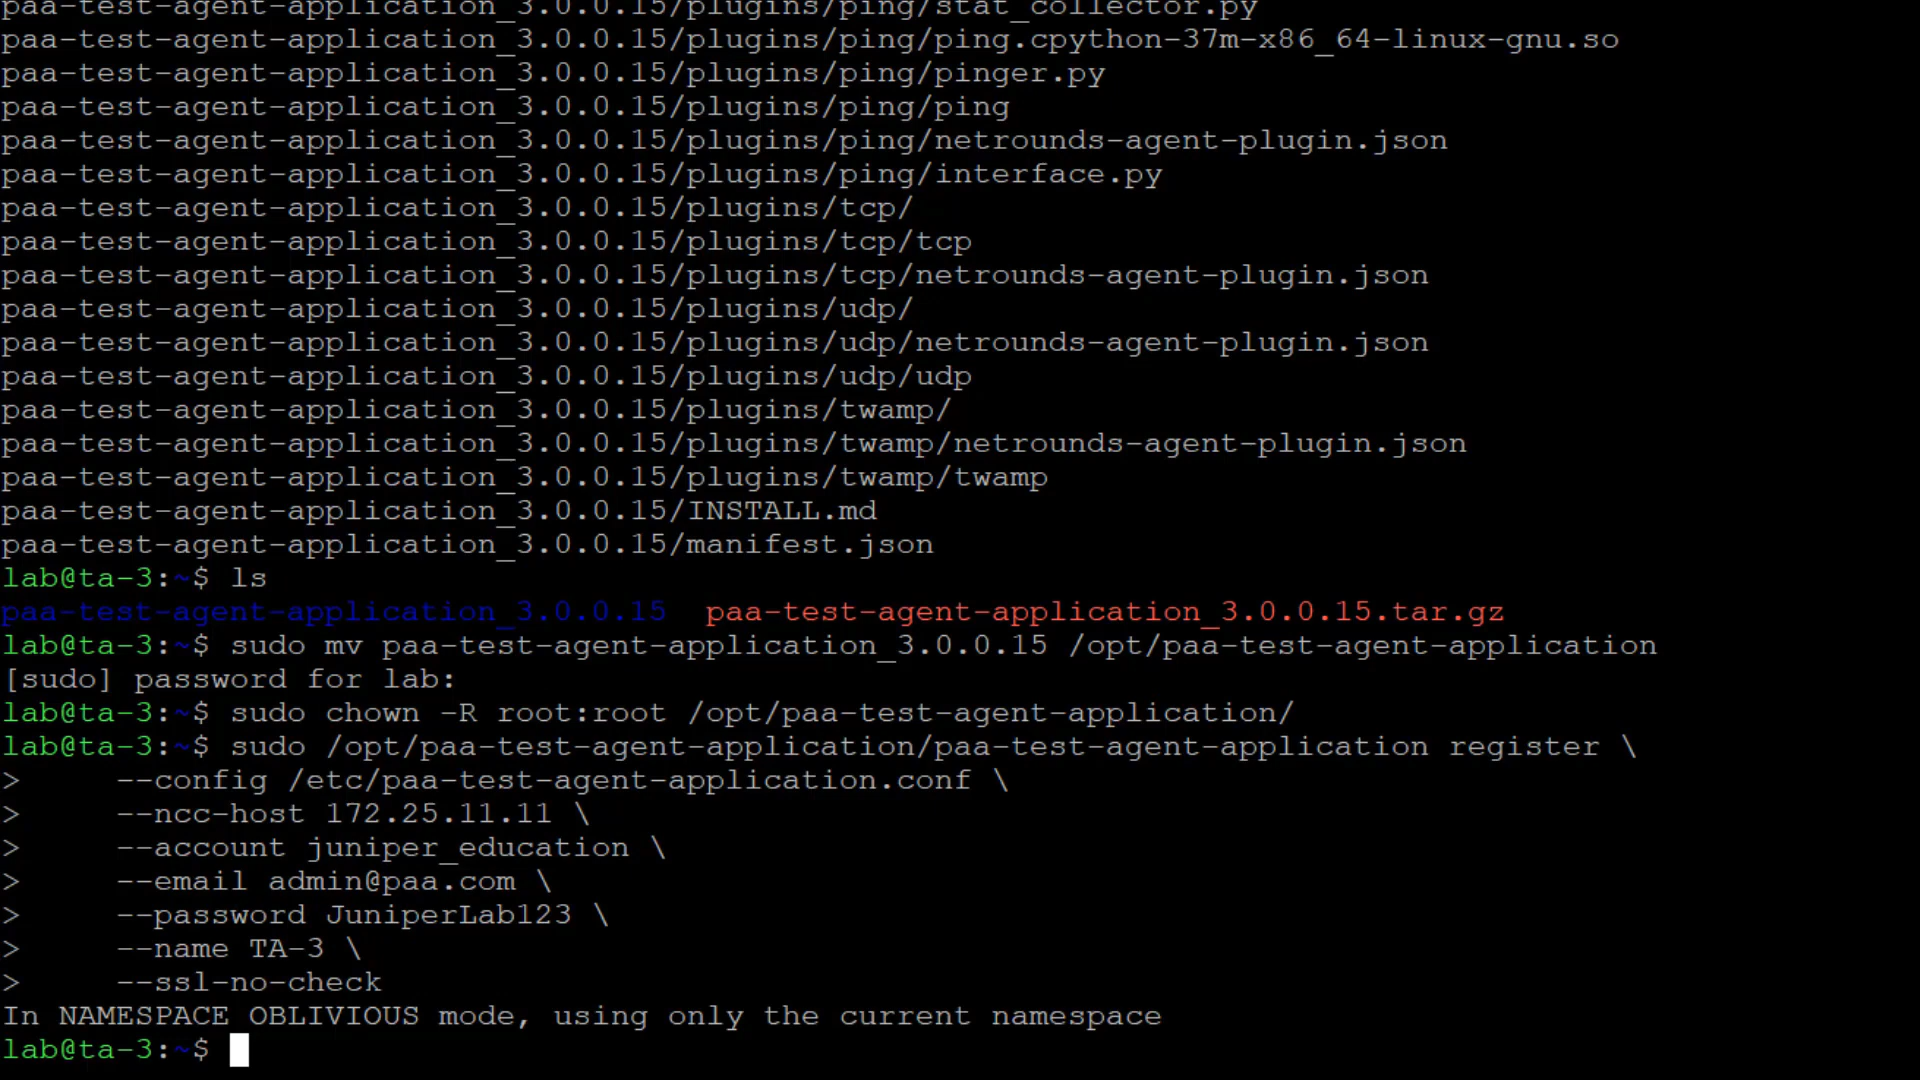 paa-test-agent-application_3.0.0.15/plugins/ping/stat_collector.py
paa-test-agent-application_3.0.0.15/plugins/ping/ping.cpython-37m-x86_64-linux-gnu.so
paa-test-agent-application_3.0.0.15/plugins/ping/pinger.py
paa-test-agent-application_3.0.0.15/plugins/ping/ping
paa-test-agent-application_3.0.0.15/plugins/ping/netrounds-agent-plugin.json
paa-test-agent-application_3.0.0.15/plugins/ping/interface.py
paa-test-agent-application_3.0.0.15/plugins/tcp/
paa-test-agent-application_3.0.0.15/plugins/tcp/tcp
paa-test-agent-application_3.0.0.15/plugins/tcp/netrounds-agent-plugin.json
paa-test-agent-application_3.0.0.15/plugins/udp/
paa-test-agent-application_3.0.0.15/plugins/udp/netrounds-agent-plugin.json
paa-test-agent-application_3.0.0.15/plugins/udp/udp
paa-test-agent-application_3.0.0.15/plugins/twamp/
paa-test-agent-application_3.0.0.15/plugins/twamp/netrounds-agent-plugin.json
paa-test-agent-application_3.0.0.15/plugins/twamp/twamp
paa-test-agent-application_3.0.0.15/INSTALL.md
paa-test-agent-application_3.0.0.15/manifest.json
lab@ta-3:~$ ls
paa-test-agent-application_3.0.0.15  paa-test-agent-application_3.0.0.15.tar.gz
lab@ta-3:~$ sudo mv paa-test-agent-application_3.0.0.15 /opt/paa-test-agent-application
[sudo] password for lab:
lab@ta-3:~$ sudo chown -R root:root /opt/paa-test-agent-application/
lab@ta-3:~$ sudo /opt/paa-test-agent-application/paa-test-agent-application register \
>     --config /etc/paa-test-agent-application.conf \
>     --ncc-host 172.25.11.11 \
>     --account juniper_education \
>     --email admin@paa.com \
>     --password JuniperLab123 \
>     --name TA-3 \
>     --ssl-no-check
In NAMESPACE OBLIVIOUS mode, using only the current namespace
lab@ta-3:~$